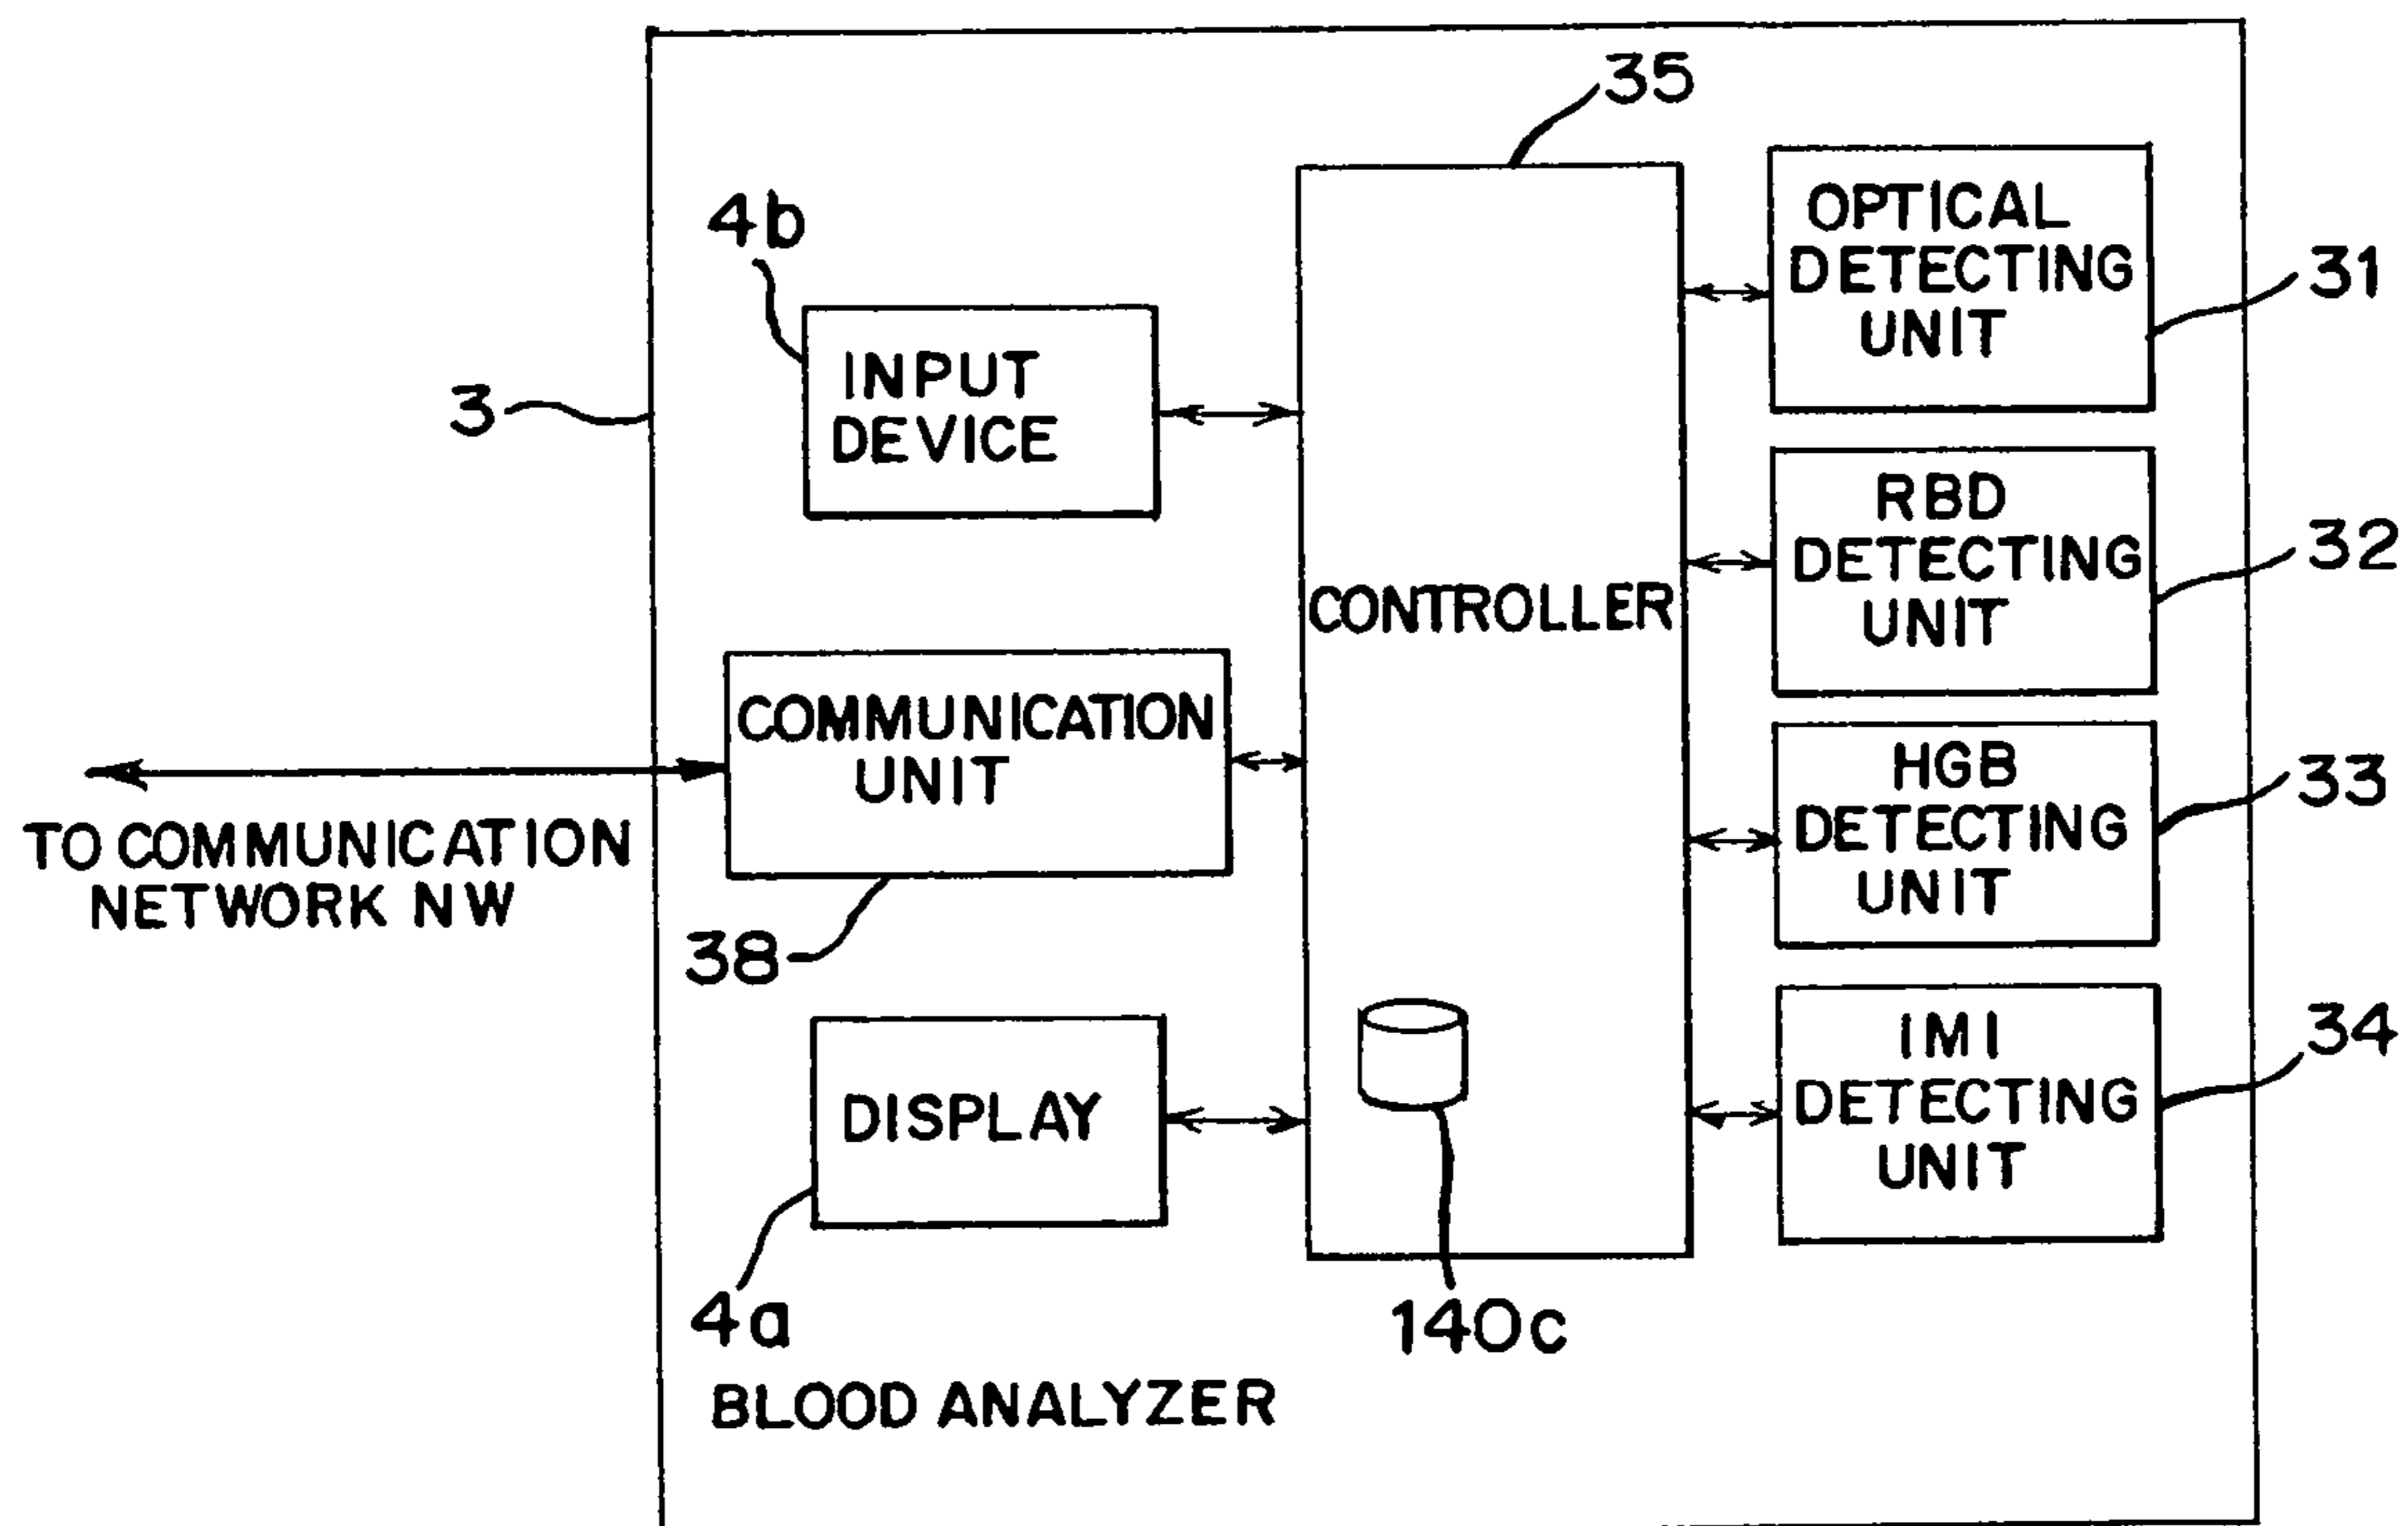 35
4b
OPTICAL
DETECTING
UNIT
31
INPUT
DEVICE
3
RBD
DETECTING
UNIT
32
CONTROLLER
COMMUNICATION
UNIT
HGB
DETECTING
UNIT
33
TO COMMUNICATION
NETWORK NW
38
IMI
DETECTING
UNIT
34
DISPLAY
4a
140c
BLOOD ANALYZER